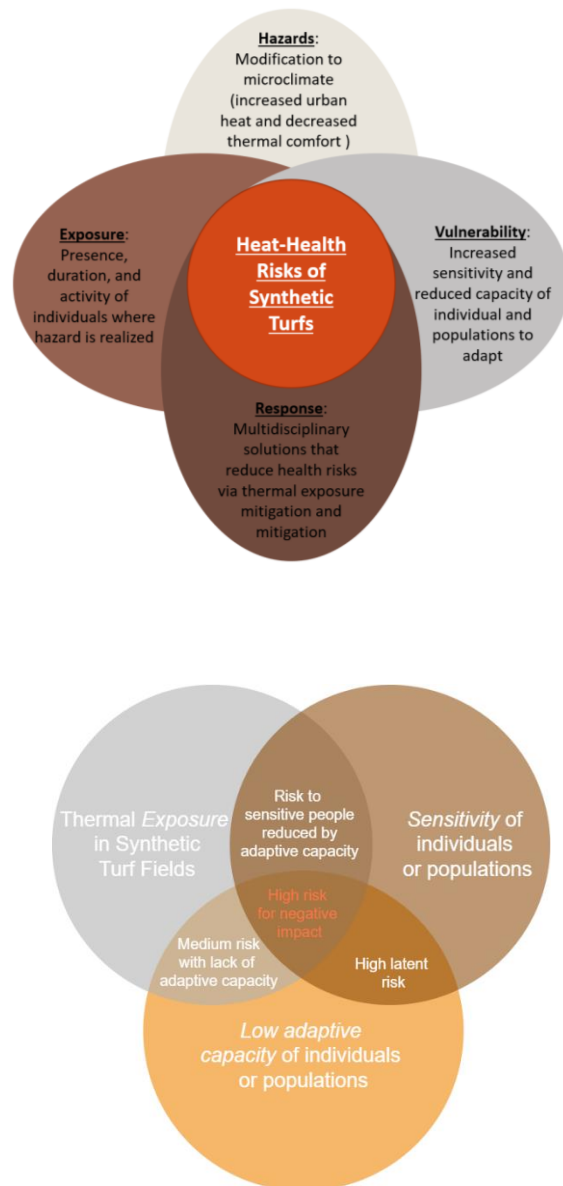 Hazards:
Modification to
microclimate
(increased urban
heat and decreased
thermal comfort )
Exposure:
Presence,
duration, and
activity of
individuals where
hazard is realized
Heat-Health
Risks of
Synthetic
Turfs
Vulnerability:
Increased
sensitivity and
reduced capacity of
individual and
populations to
adapt
Response:
Multidisciplinary
solutions that
reduce health risks
via thermal exposure
mitigation and
mitigation
Thermal Exposure
in Synthetic
Turf Fields
Risk to
sensitive people
reduced by
adaptive capacity
Sensitivity of
individuals
or populations
High risk
for negative
impact
Medium risk
with lack of
adaptive capacity
High latent
risk
Low adaptive
capacity of individuals
or populations